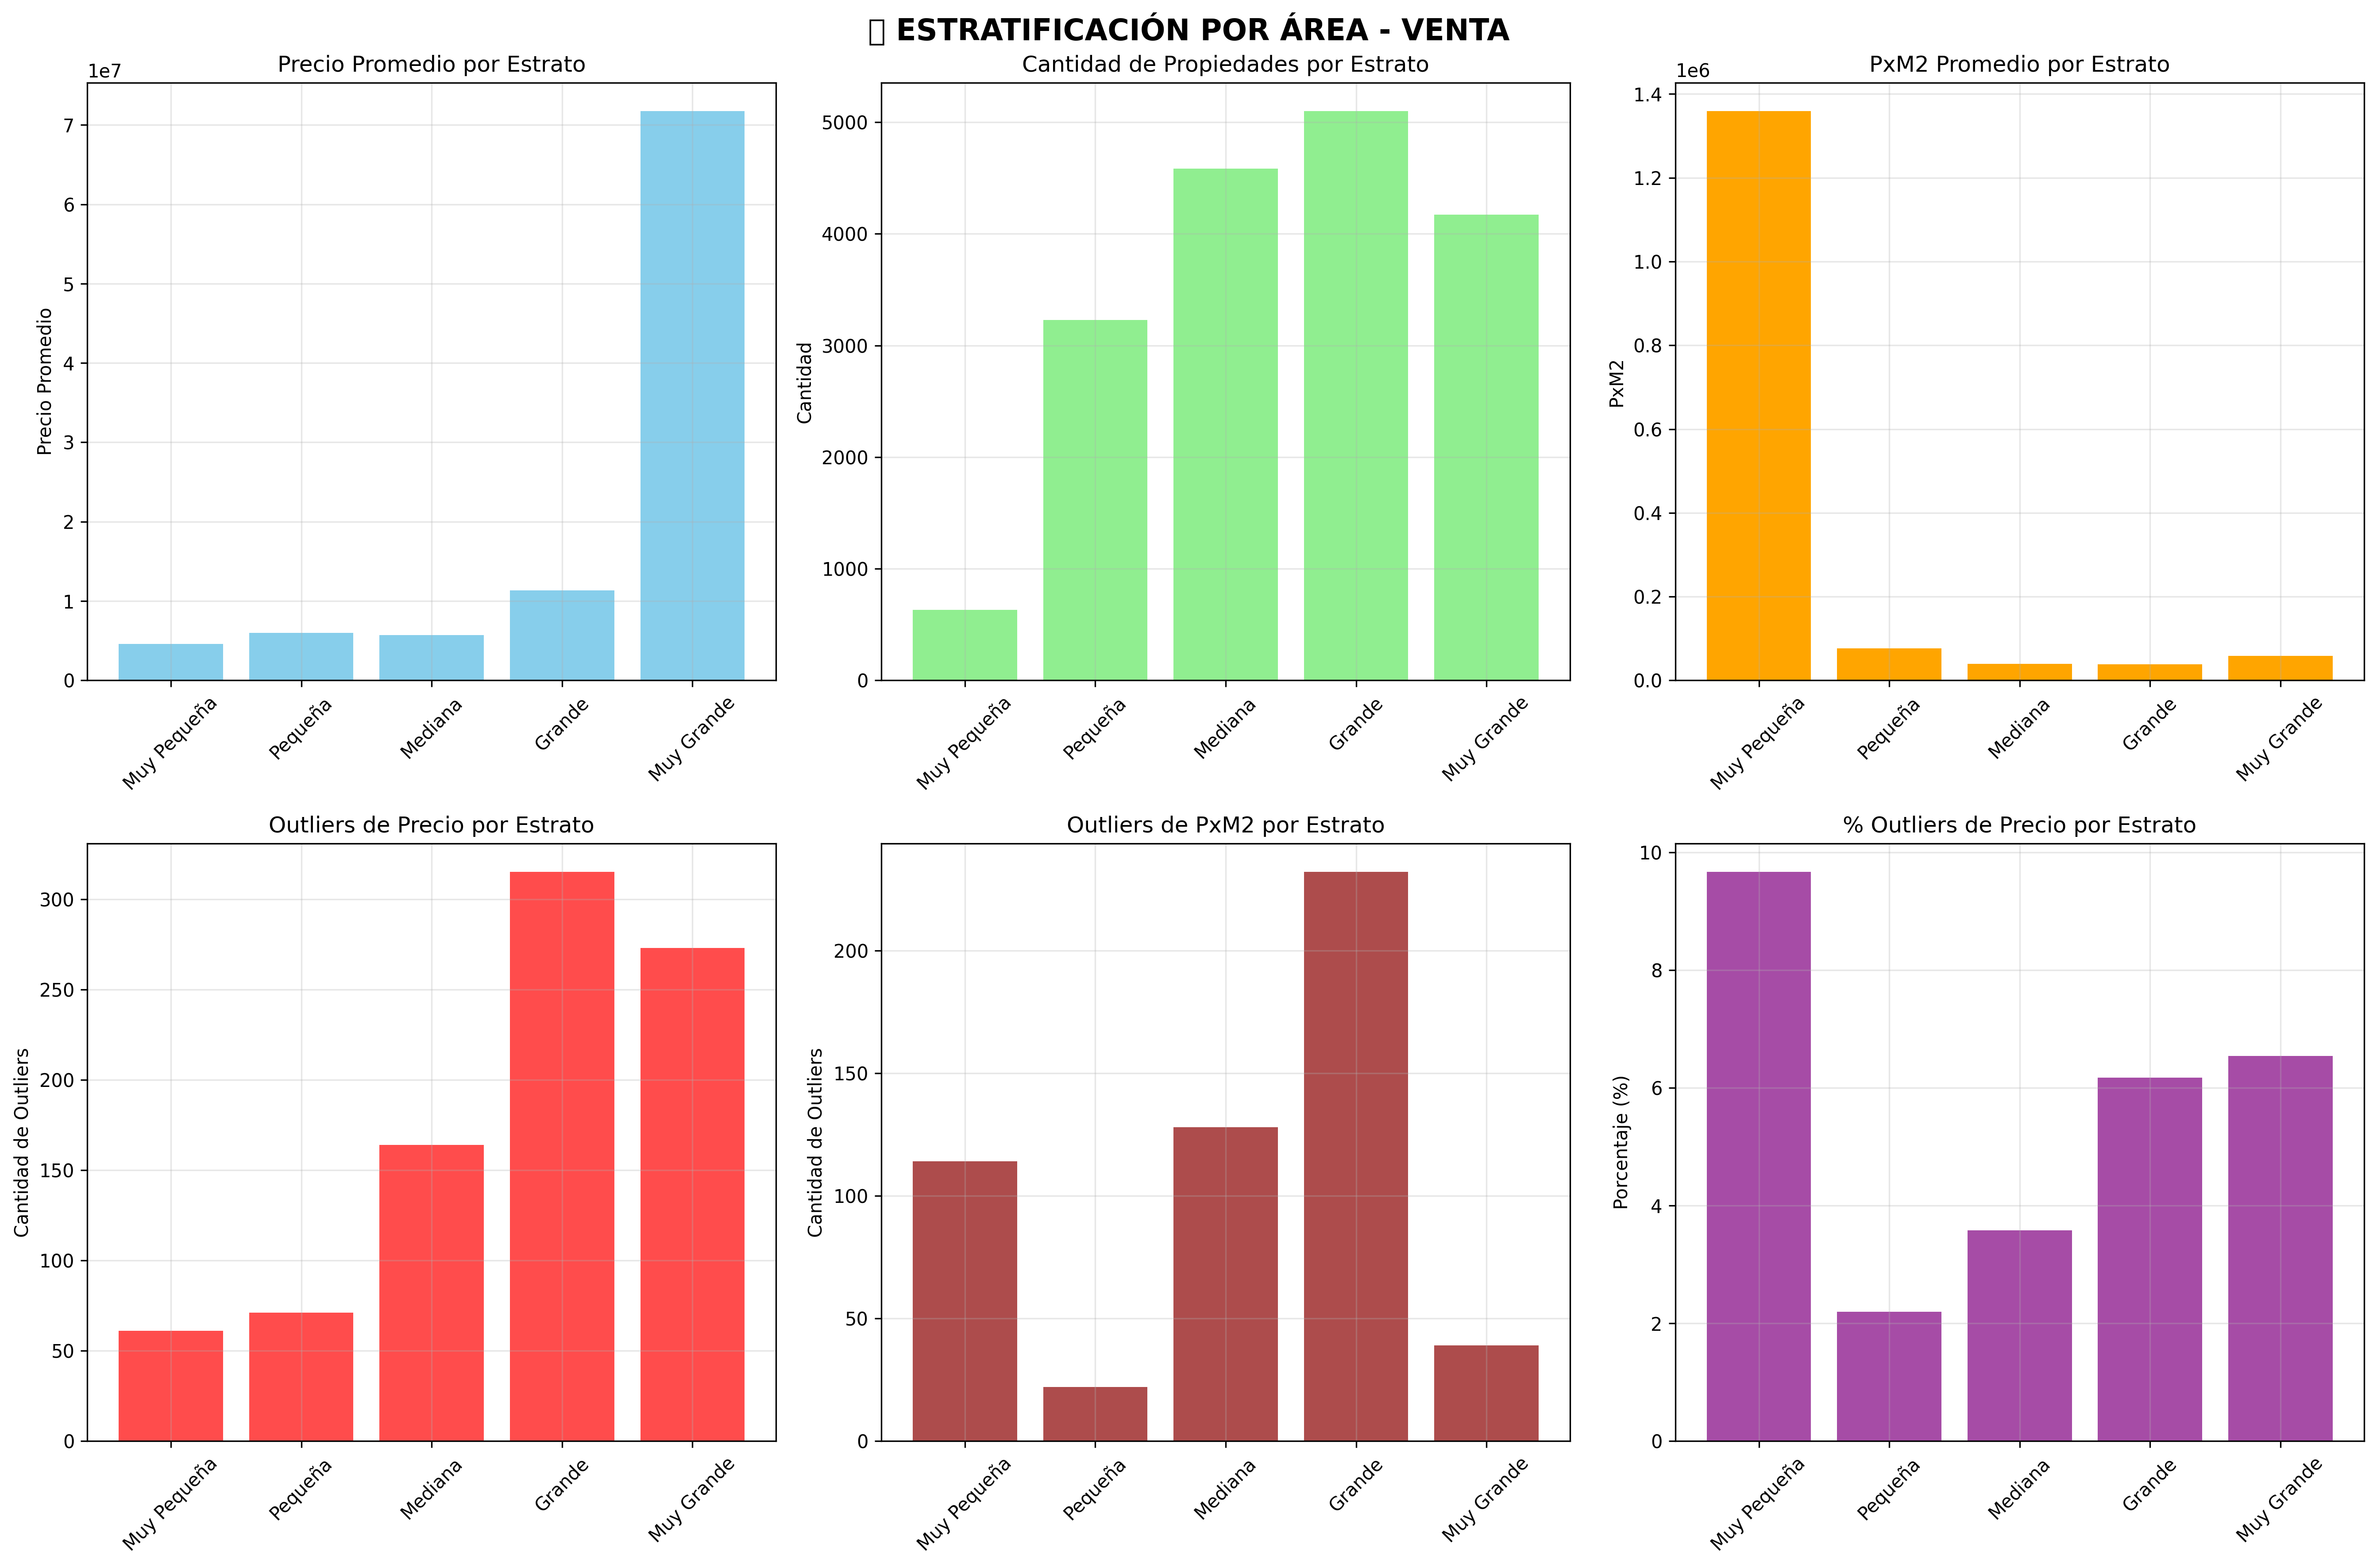 ESTRATIFICACIÓN POR ÁREA - VENTA
Precio Promedio por Estrato
1e7
Precio Promedio
7
6
5
4
3
2
1
0
Muy Pequeña
Pequeña
Mediana
Grande
Muy Grande
Cantidad de Propiedades por Estrato
Cantidad
5000
4000
3000
2000
1000
0
Muy Pequeña
Pequeña
Mediana
Grande
Muy Grande
PxM2 Promedio por Estrato
1e6
PxM2
1.4
1.2
1.0
0.8
0.6
0.4
0.2
0.0
Muy Pequeña
Pequeña
Mediana
Grande
Muy Grande
Outliers de Precio por Estrato
Cantidad de Outliers
300
250
200
150
100
50
0
Muy Pequeña
Pequeña
Mediana
Grande
Muy Grande
Outliers de PxM2 por Estrato
Cantidad de Outliers
200
150
100
50
0
Muy Pequeña
Pequeña
Mediana
Grande
Muy Grande
% Outliers de Precio por Estrato
Porcentaje (%)
10
8
6
4
2
0
Muy Pequeña
Pequeña
Mediana
Grande
Muy Grande